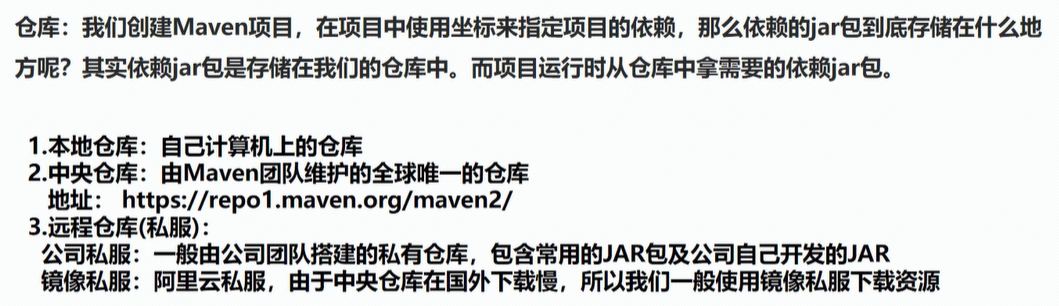 仓库：我们创建Maven项目，在项目中使用坐标来指定项目的依赖，那么依赖的jar包到底存储在什么地
方呢？其实依赖jar包是存储在我们的仓库中。而项目运行时从仓库中拿需要的依赖jar包。
1.本地仓库：自己计算机上的仓库
2.中央仓库：由Maven团队维护的全球唯一的仓库
地址： https://repo1.maven.org/maven2/
3.远程仓库(私服)：
公司私服：一般由公司团队搭建的私有仓库，包含常用的JAR包及公司自己开发的JAR
镜像私服：阿里云私服，由于中央仓库在国外下载慢，所以我们一般使用镜像私服下载资源